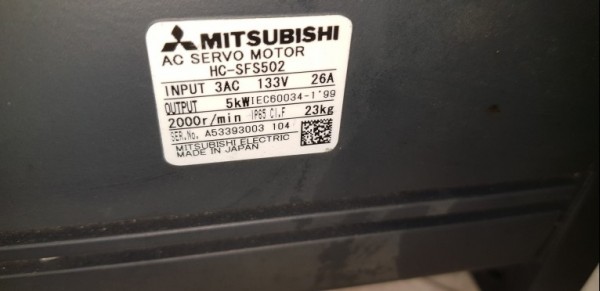 MITSUBISHI
AC SERVO MOTOR
HC-SFS502
INPUT 3AC 133V 26A
OUTPUT 5kW IEC60034-1'99
2000r/min IP65 Cl.F 23kg
SER.No. A53393003 104
MITSUBISHI ELECTRIC
MADE IN JAPAN